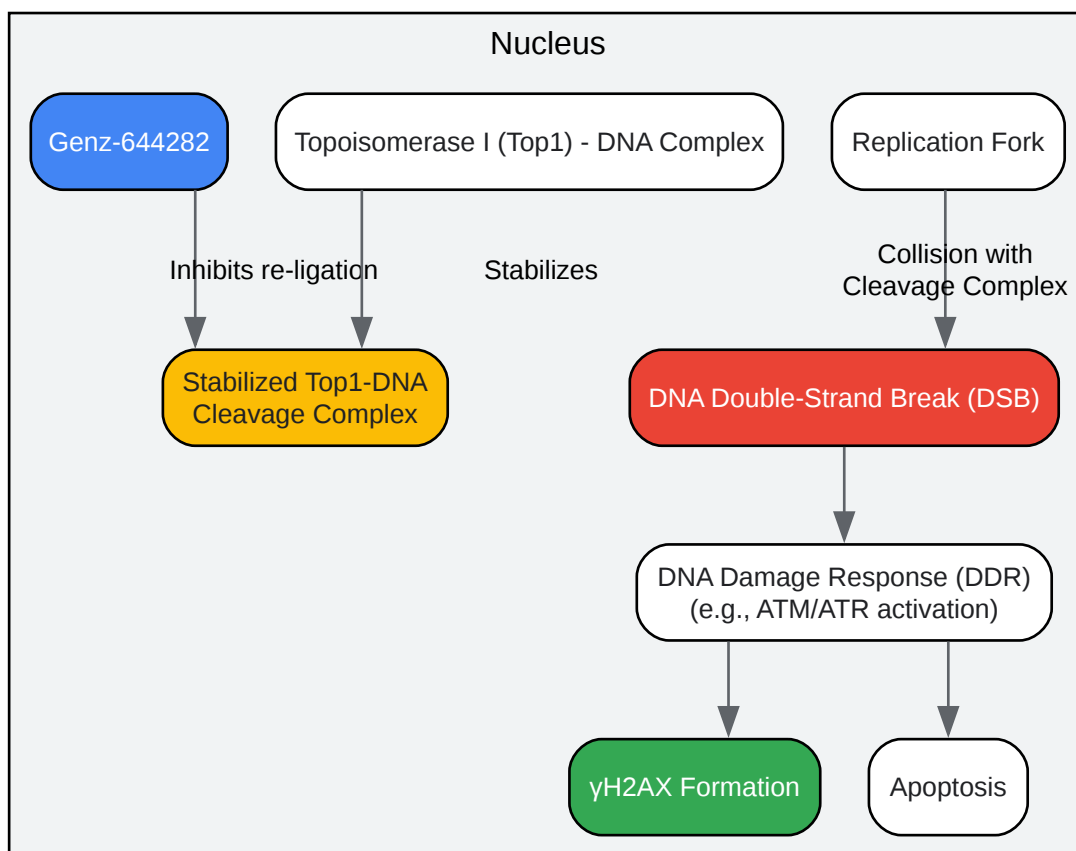 Nucleus
Genz-644282
Topoisomerase I (Top1) - DNA Complex
Replication Fork
Inhibits re-ligation
Stabilizes
Collision with
Cleavage Complex
Stabilized Top1-DNA
Cleavage Complex
DNA Double-Strand Break (DSB)
DNA Damage Response (DDR)
(e.g., ATM/ATR activation)
γH2AX Formation
Apoptosis